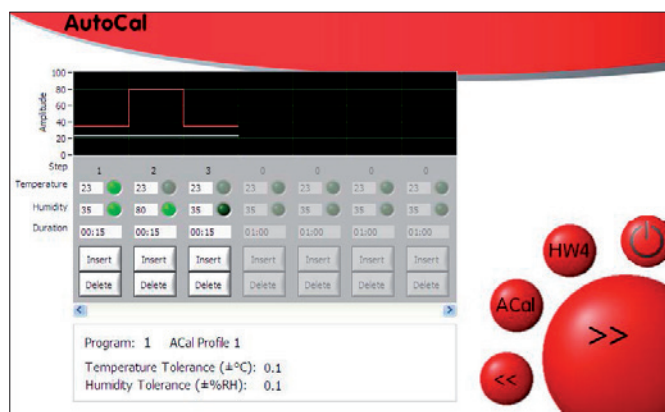 AutoCal
100
80
60
40
20
0
Amplitude
Step 1 2 3 0 0 0 0
Temperature 23 23 23 23 23 23 23
Humidity 35 80 35 35 35 35 35
Duration 00:15 00:15 00:15 01:00 01:00 01:00 01:00
Insert Insert Insert Insert Insert Insert Insert
Delete Delete Delete Delete Delete Delete Delete
Program: 1 ACal Profile 1
Temperature Tolerance (±°C): 0.1
Humidity Tolerance (±%RH): 0.1
HW4
ACal
>>
<<